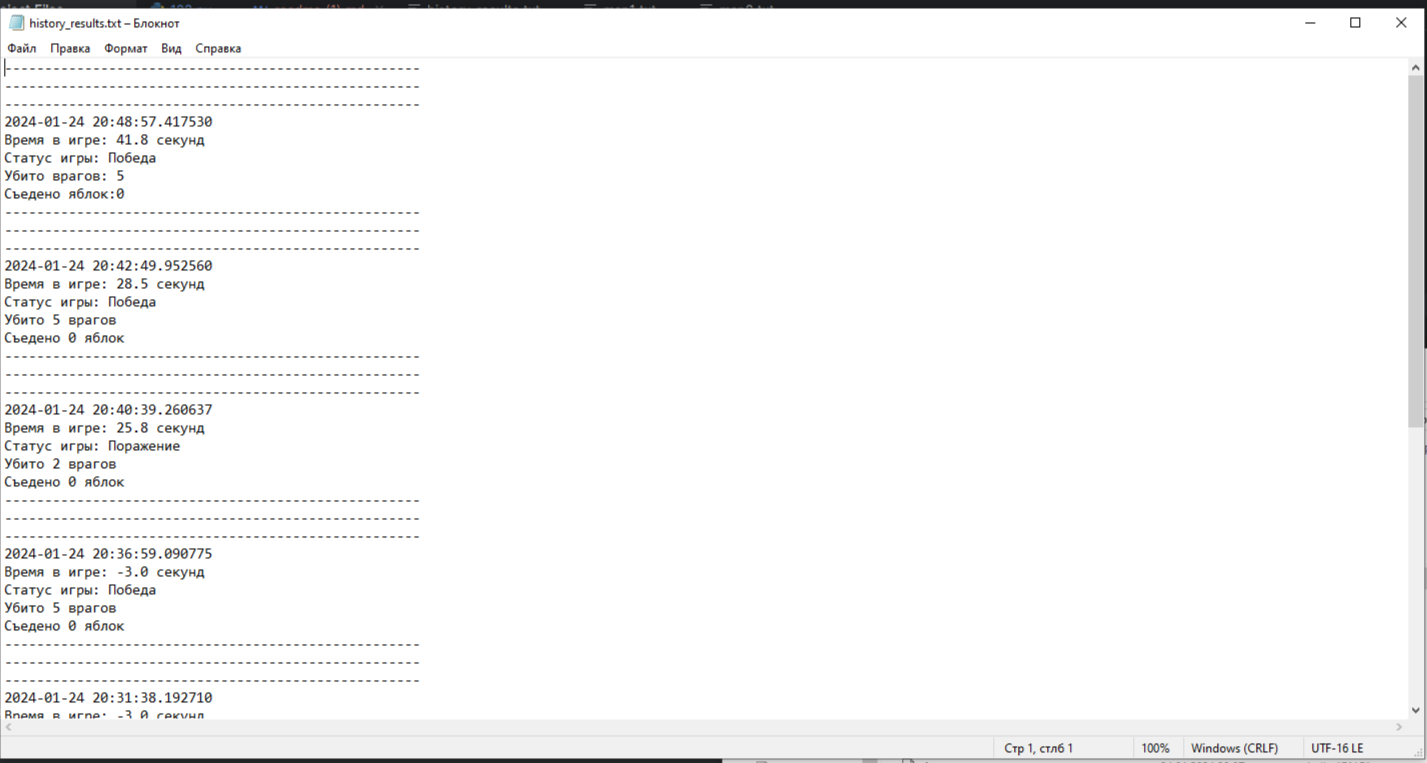 history_results.txt – Блокнот
Файл Правка Формат Вид Справка
----------------------------------------------------
----------------------------------------------------
----------------------------------------------------
2024-01-24 20:48:57.417530
Время в игре: 41.8 секунд
Статус игры: Победа
Убито врагов: 5
Съедено яблок:0
----------------------------------------------------
----------------------------------------------------
----------------------------------------------------
2024-01-24 20:42:49.952560
Время в игре: 28.5 секунд
Статус игры: Победа
Убито 5 врагов
Съедено 0 яблок
----------------------------------------------------
----------------------------------------------------
----------------------------------------------------
2024-01-24 20:40:39.260637
Время в игре: 25.8 секунд
Статус игры: Поражение
Убито 2 врагов
Съедено 0 яблок
----------------------------------------------------
----------------------------------------------------
----------------------------------------------------
2024-01-24 20:36:59.090775
Время в игре: -3.0 секунд
Статус игры: Победа
Убито 5 врагов
Съедено 0 яблок
----------------------------------------------------
----------------------------------------------------
----------------------------------------------------
2024-01-24 20:31:38.192710
Время в игре: -3.0 секунд
Стр 1, стлб 1 100% Windows (CRLF) UTF-16 LE